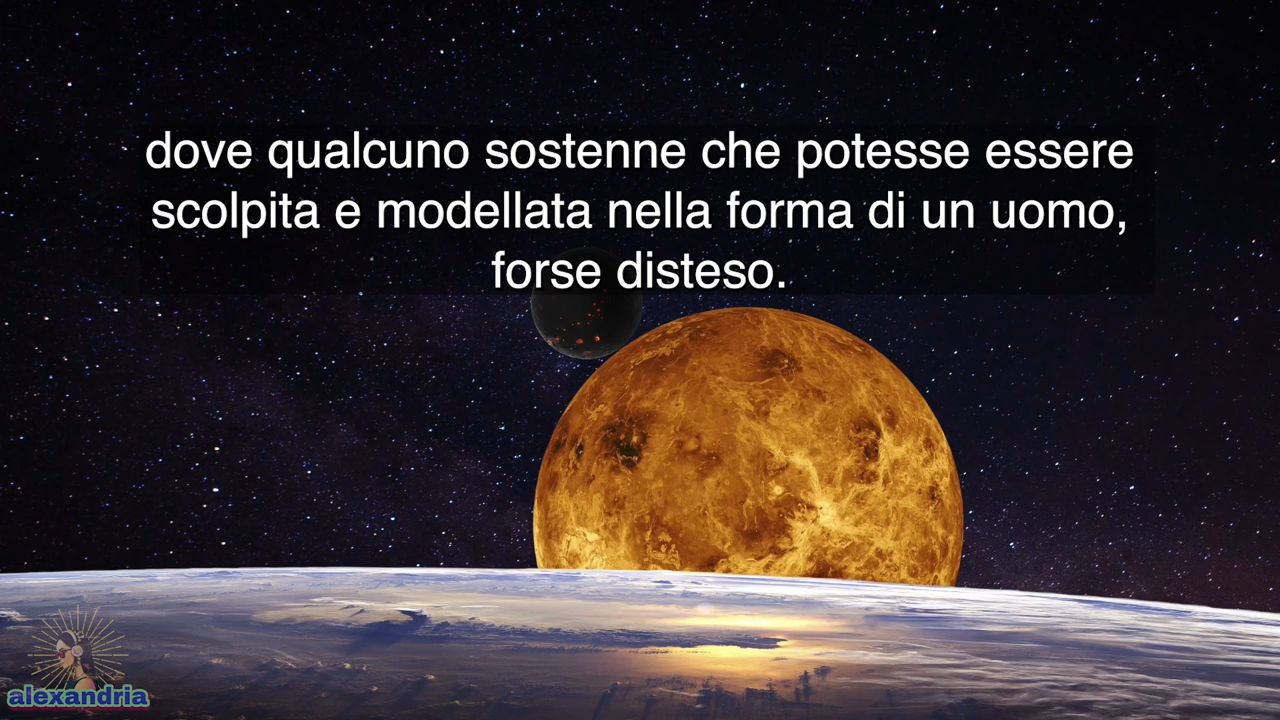 dove qualcuno sostenne che potesse essere
scolpita e modellata nella forma di un uomo,
forse disteso.
alexandria